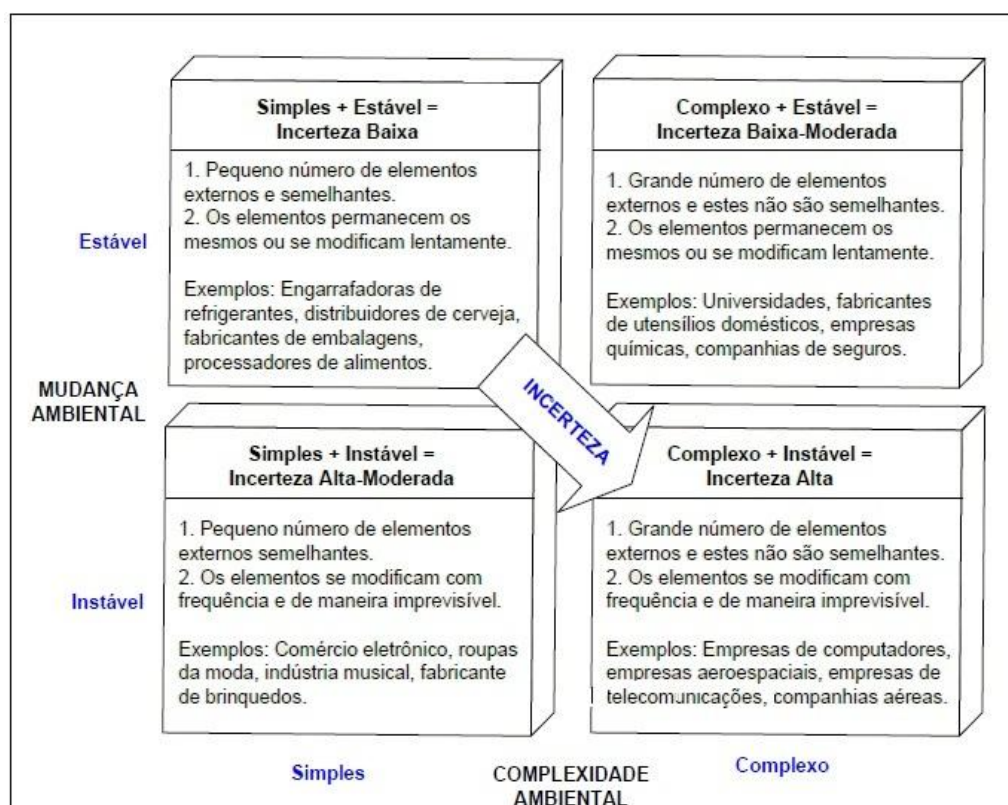 Simples + Estável =
Incerteza Baixa
1. Pequeno número de elementos
externos e semelhantes.
2. Os elementos permanecem os
mesmos ou se modificam lentamente.
Exemplos: Engarrafadoras de
refrigerantes, distribuidores de cerveja,
fabricantes de embalagens,
processadores de alimentos.
Complexo + Estável =
Incerteza Baixa-Moderada
1. Grande número de elementos
externos e estes não são semelhantes.
2. Os elementos permanecem os
mesmos ou se modificam lentamente.
Exemplos: Universidades, fabricantes
de utensílios domésticos, empresas
químicas, companhias de seguros.
Estável
MUDANÇA
AMBIENTAL
INCERTEZA
Simples + Instável =
Incerteza Alta-Moderada
1. Pequeno número de elementos
externos semelhantes.
2. Os elementos se modificam com
frequência e de maneira imprevisível.
Exemplos: Comércio eletrônico, roupas
da moda, indústria musical, fabricante
de brinquedos.
Complexo + Instável =
Incerteza Alta
1. Grande número de elementos
externos e estes não são semelhantes.
2. Os elementos se modificam com
frequência e de maneira imprevisível.
Exemplos: Empresas de computadores,
empresas aeroespaciais, empresas de
telecomunicações, companhias aéreas.
Instável
Simples
COMPLEXIDADE
AMBIENTAL
Complexo